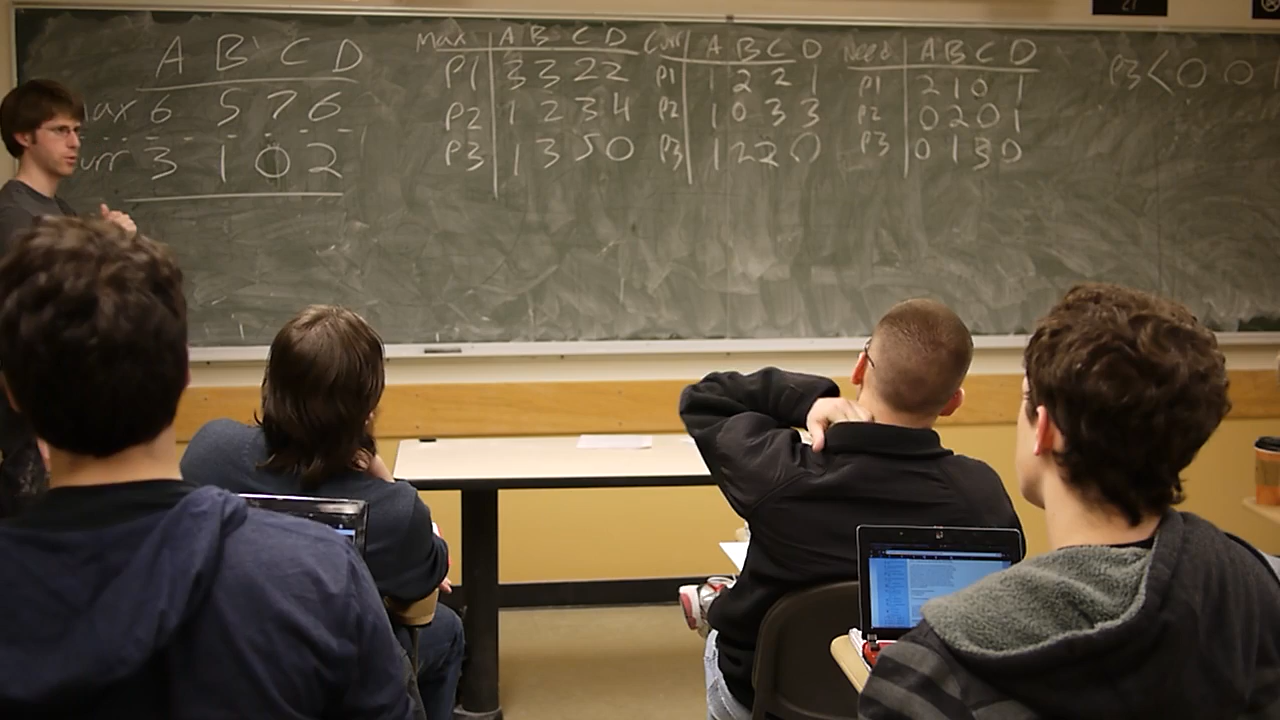 A B C D
max 6 5 7 6
curr 3 1 0 2
Max A B C D
P1 3 3 2 2
P2 1 2 3 4
P3 1 3 5 0
Curr A B C D
P1 1 2 2 1
P2 1 0 3 3
P3 1 2 2 0
Need A B C D
P1 2 1 0 1
P2 0 2 0 1
P3 0 1 3 0
P3 < 0 0 1
27